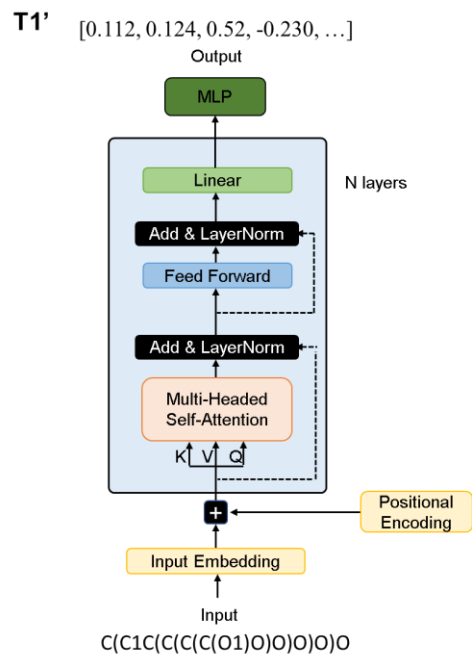 T1’ [0.112, 0.124, 0.52, -0.230, …]
Output
MLP
Linear
N layers
Add & LayerNorm
Feed Forward
Add & LayerNorm
Multi-Headed
Self-Attention
K V Q
+
Positional
Encoding
Input Embedding
Input
C(C1C(C(C(C(O1)O)O)O)O)O